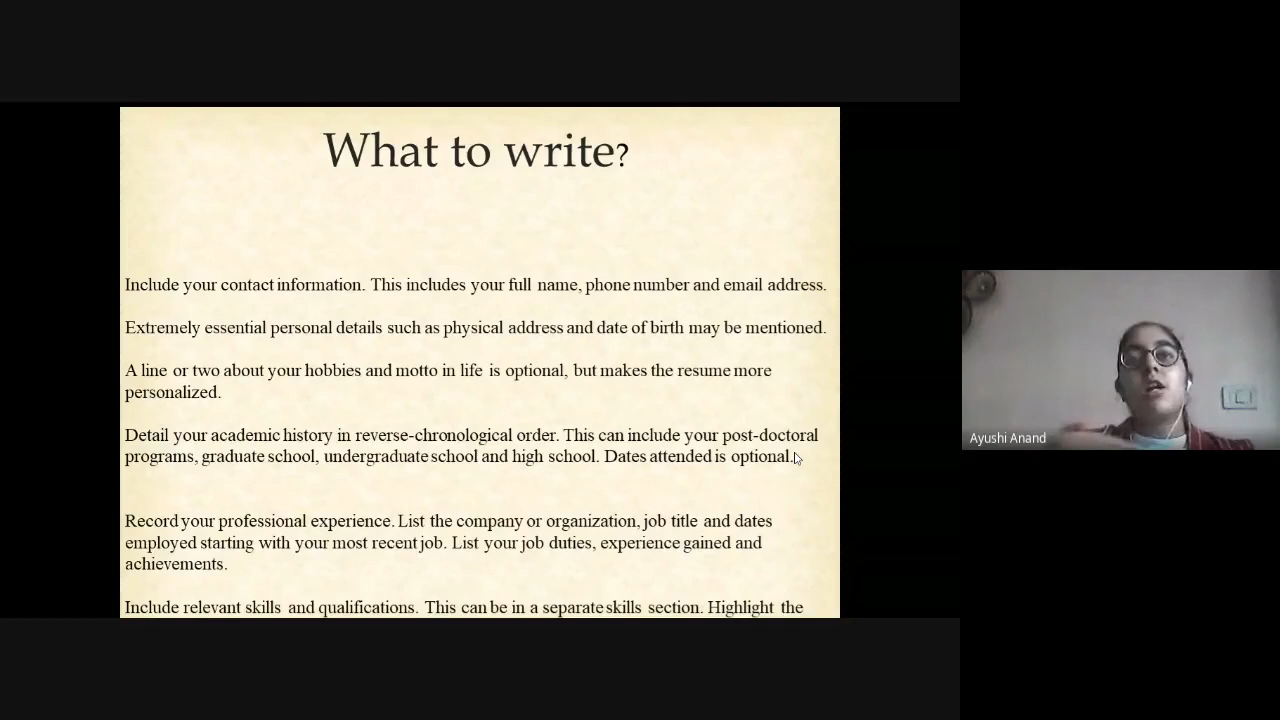 What to write?
Include your contact information. This includes your full name, phone number and email address.
Extremely essential personal details such as physical address and date of birth may be mentioned.
A line or two about your hobbies and motto in life is optional, but makes the resume more
personalized.
Detail your academic history in reverse-chronological order. This can include your post-doctoral
programs, graduate school, undergraduate school and high school. Dates attended is optional.
Record your professional experience. List the company or organization, job title and dates
employed starting with your most recent job. List your job duties, experience gained and
achievements.
Include relevant skills and qualifications. This can be in a separate skills section. Highlight the
Ayushi Anand